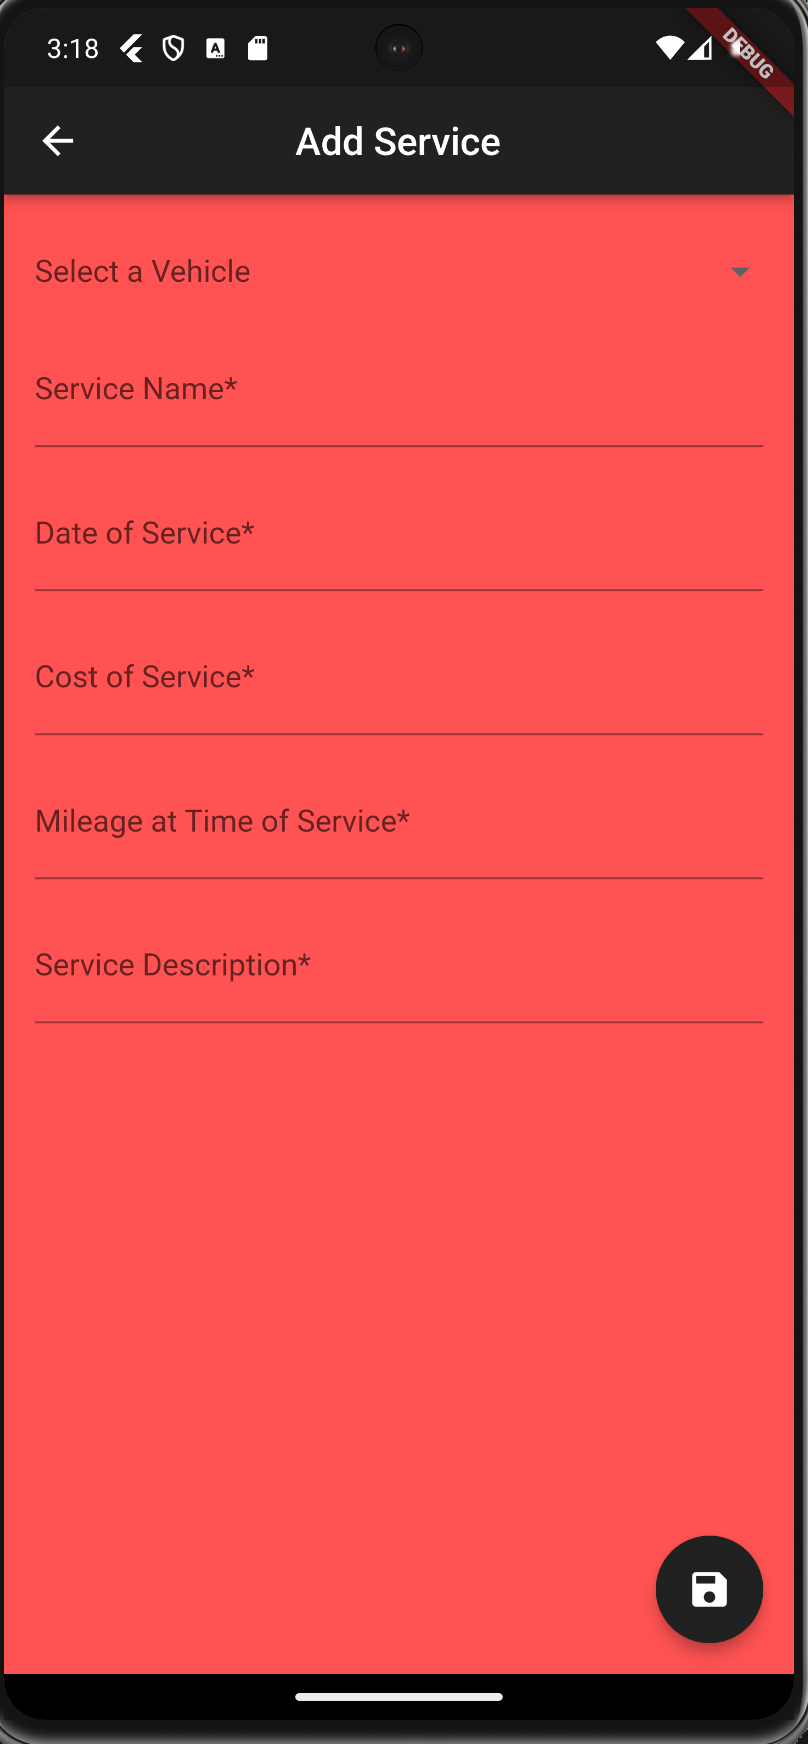 3:18
DEBUG
Add Service
Select a Vehicle
Service Name*
Date of Service*
Cost of Service*
Mileage at Time of Service*
Service Description*